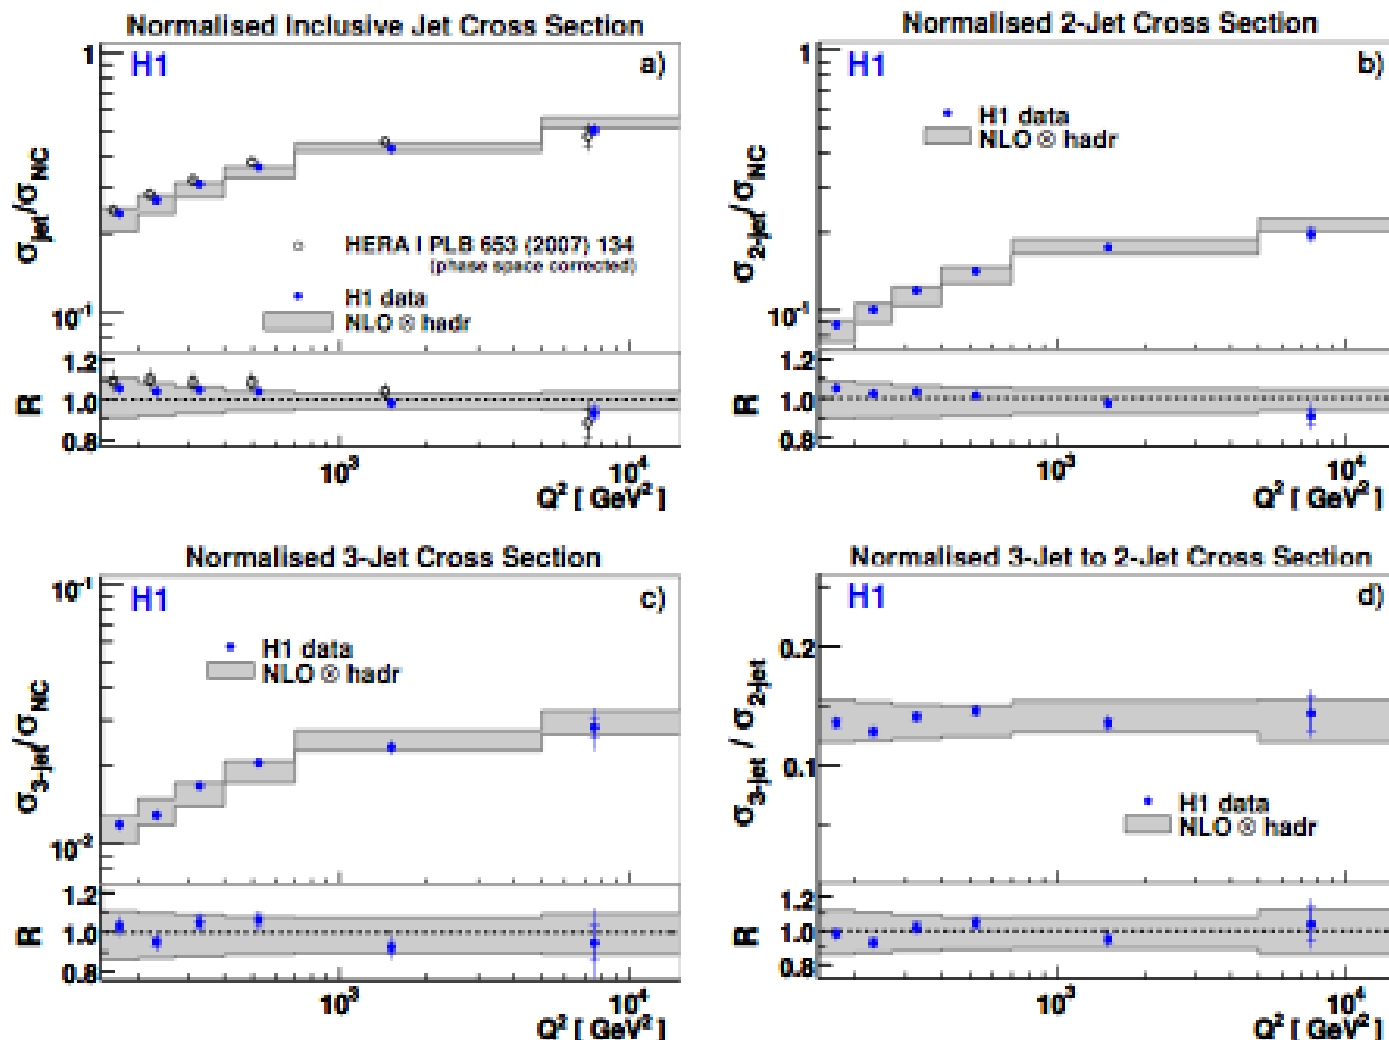 Normalised Inclusive Jet Cross Section
1
H1
a)
σjet/σNC
HERA I PLB 653 (2007) 134
(phase space corrected)
H1 data
NLO ⊗ hadr
10⁻¹
1.2
R
1.0
0.8
10³
10⁴
Q² [ GeV² ]
Normalised 2-Jet Cross Section
1
H1
b)
H1 data
NLO ⊗ hadr
σ2-jet/σNC
10⁻¹
1.2
R
1.0
0.8
10³
10⁴
Q² [ GeV² ]
Normalised 3-Jet Cross Section
10⁻¹
H1
c)
H1 data
NLO ⊗ hadr
σ3-jet/σNC
10⁻²
1.2
R
1.0
0.8
10³
10⁴
Q² [ GeV² ]
Normalised 3-Jet to 2-Jet Cross Section
H1
d)
0.2
σ3-jet / σ2-jet
0.1
H1 data
NLO ⊗ hadr
1.2
R
1.0
0.8
10³
10⁴
Q² [ GeV² ]